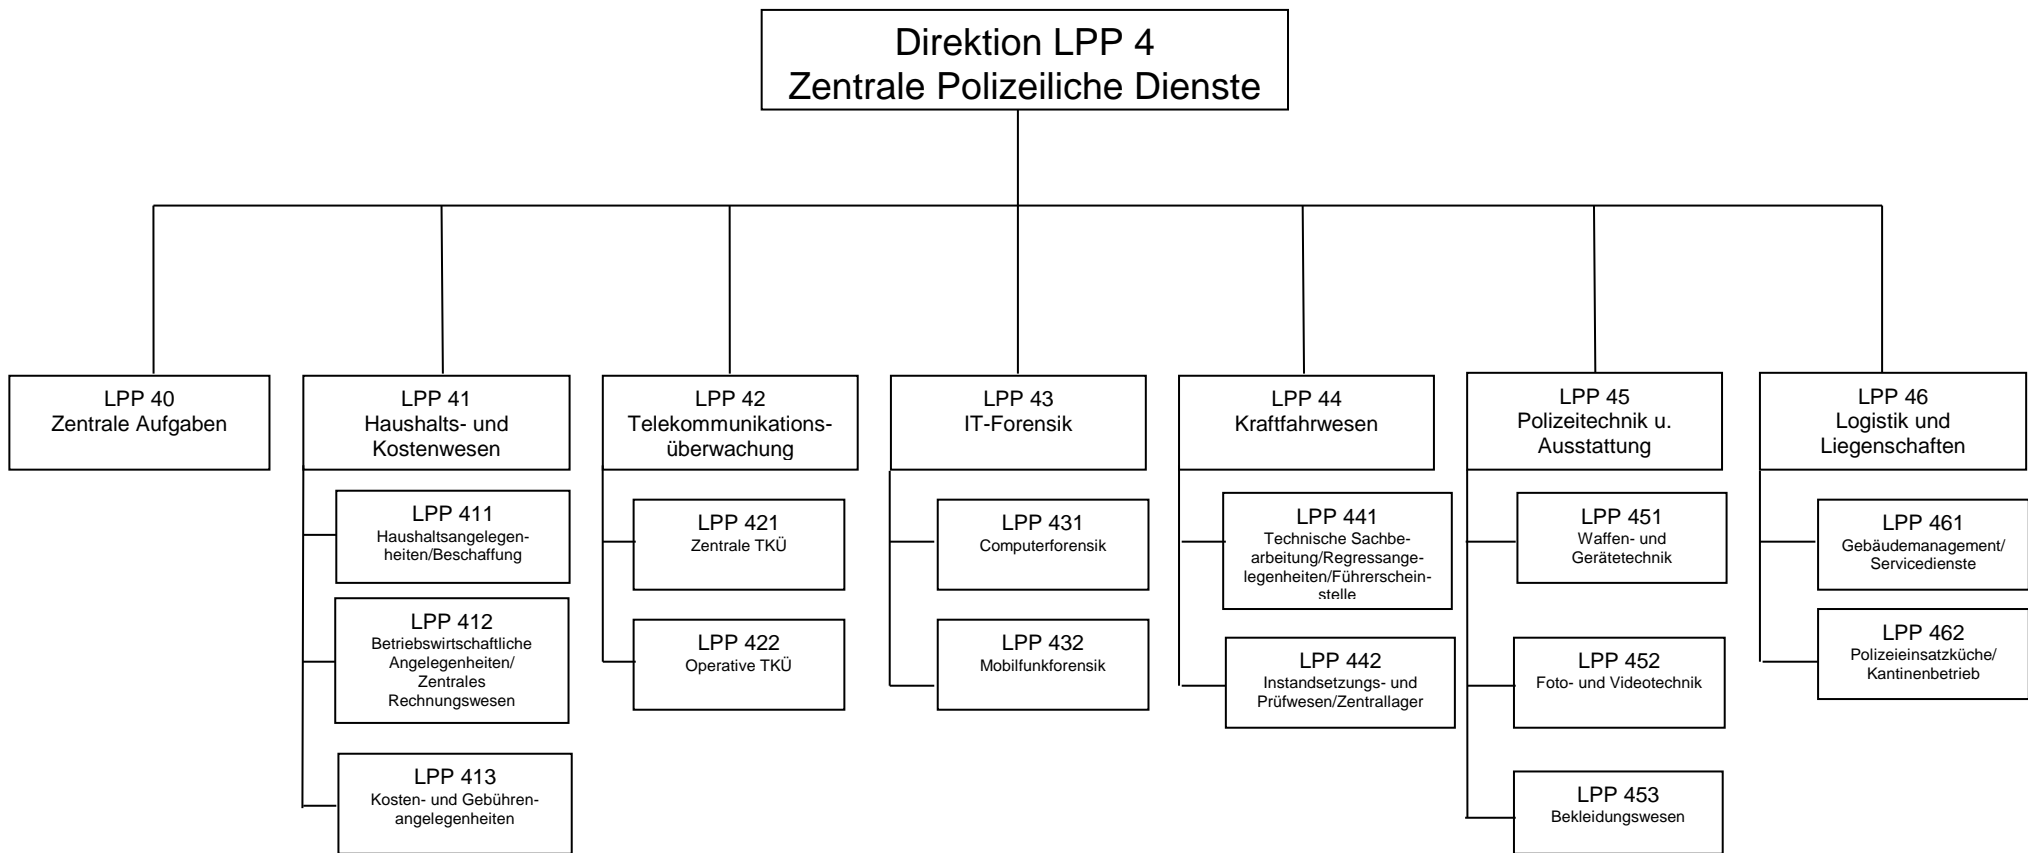 Direktion LPP 4
Zentrale Polizeiliche Dienste
LPP 40
Zentrale Aufgaben
LPP 41
Haushalts- und
Kostenwesen
LPP 411
Haushaltsangelegen-
heiten/Beschaffung
LPP 412
Betriebswirtschaftliche
Angelegenheiten/
Zentrales
Rechnungswesen
LPP 413
Kosten- und Gebühren-
angelegenheiten
LPP 42
Telekommunikations-
überwachung
LPP 421
Zentrale TKÜ
LPP 422
Operative TKÜ
LPP 43
IT-Forensik
LPP 431
Computerforensik
LPP 432
Mobilfunkforensik
LPP 44
Kraftfahrwesen
LPP 441
Technische Sachbe-
arbeitung/Regressange-
legenheiten/Führerschein-
stelle
LPP 442
Instandsetzungs- und
Prüfwesen/Zentrallager
LPP 45
Polizeitechnik u.
Ausstattung
LPP 451
Waffen- und
Gerätetechnik
LPP 452
Foto- und Videotechnik
LPP 453
Bekleidungswesen
LPP 46
Logistik und
Liegenschaften
LPP 461
Gebäudemanagement/
Servicedienste
LPP 462
Polizeieinsatzküche/
Kantinenbetrieb